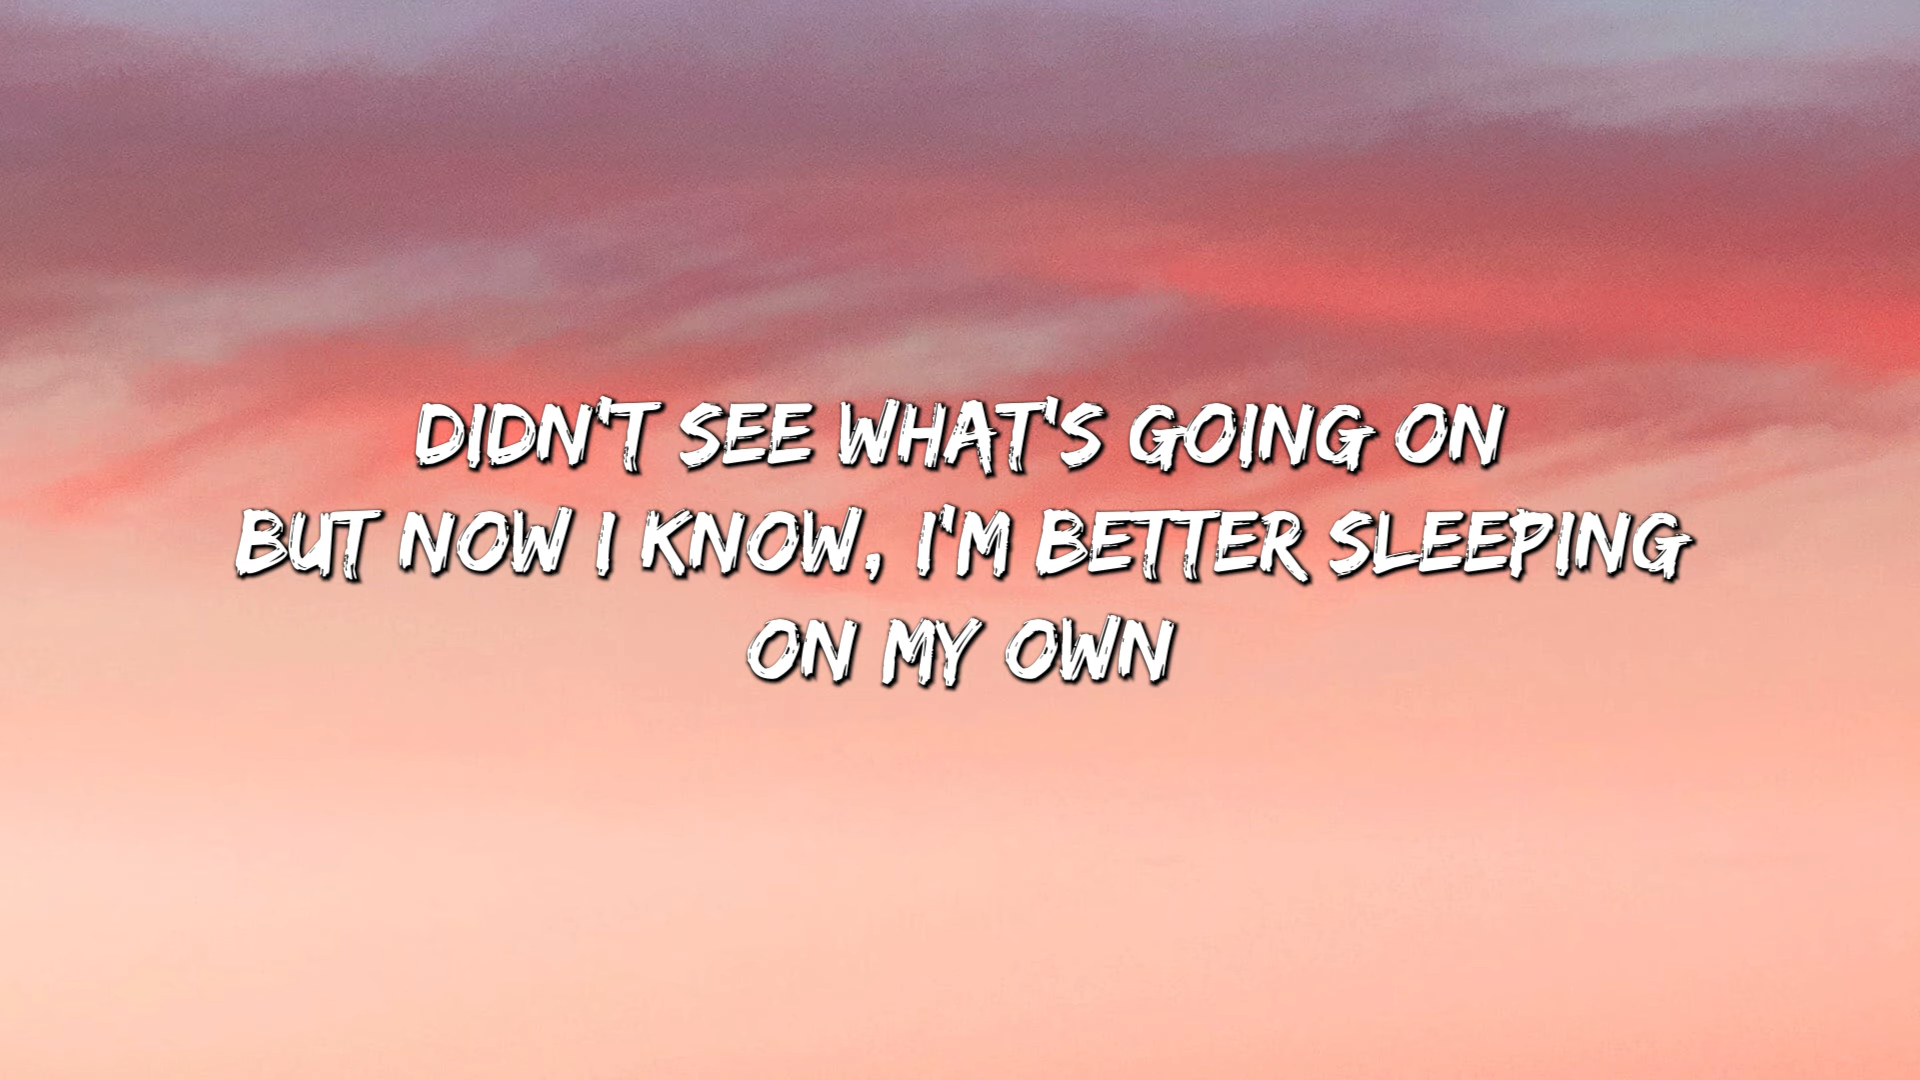 DIDN'T SEE WHAT'S GOING ON
BUT NOW I KNOW, I'M BETTER SLEEPING
ON MY OWN